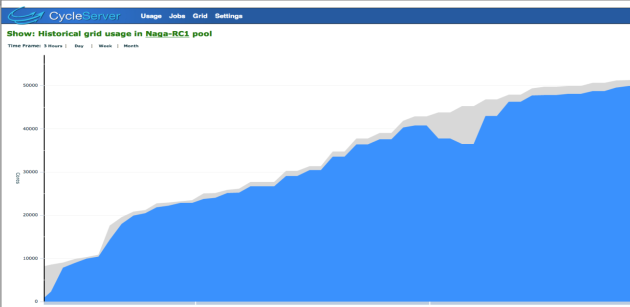 CycleServer Usage Jobs Grid Settings
Show: Historical grid usage in Naga-RC1 pool
Time Frame: 3 Hours | Day | Week | Month
50000
40000
30000
Cores
20000
10000
0